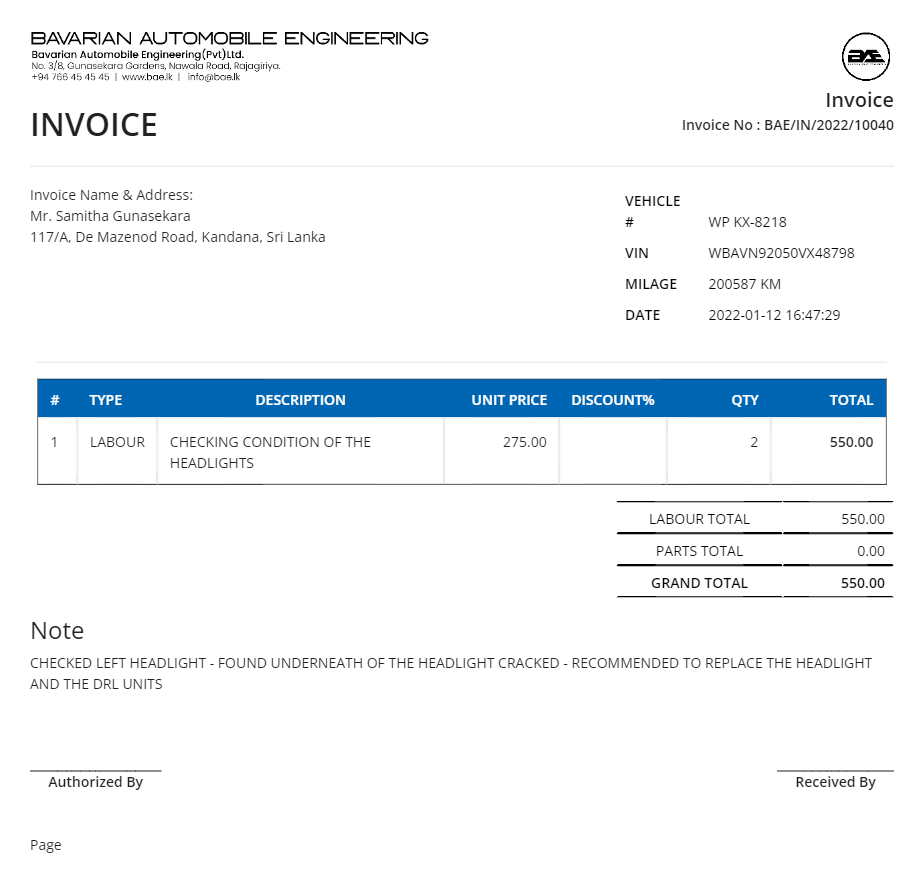 BAVARIAN AUTOMOBILE ENGINEERING
Bavarian Automobile Engineering(Pvt)Ltd.
No. 3/8, Gunasekara Gardens, Nawala Road, Rajagiriya.
+94 766 45 45 45 | www.bae.lk | info@bae.lk
BAE
Invoice
INVOICE
Invoice No : BAE/IN/2022/10040
Invoice Name & Address:
Mr. Samitha Gunasekara
117/A, De Mazenod Road, Kandana, Sri Lanka
VEHICLE
# WP KX-8218
VIN WBAVN92050VX48798
MILAGE 200587 KM
DATE 2022-01-12 16:47:29
# TYPE DESCRIPTION UNIT PRICE DISCOUNT% QTY TOTAL
1 LABOUR CHECKING CONDITION OF THE 275.00 2 550.00
HEADLIGHTS
LABOUR TOTAL 550.00
PARTS TOTAL 0.00
GRAND TOTAL 550.00
Note
CHECKED LEFT HEADLIGHT - FOUND UNDERNEATH OF THE HEADLIGHT CRACKED - RECOMMENDED TO REPLACE THE HEADLIGHT
AND THE DRL UNITS
Authorized By
Received By
Page